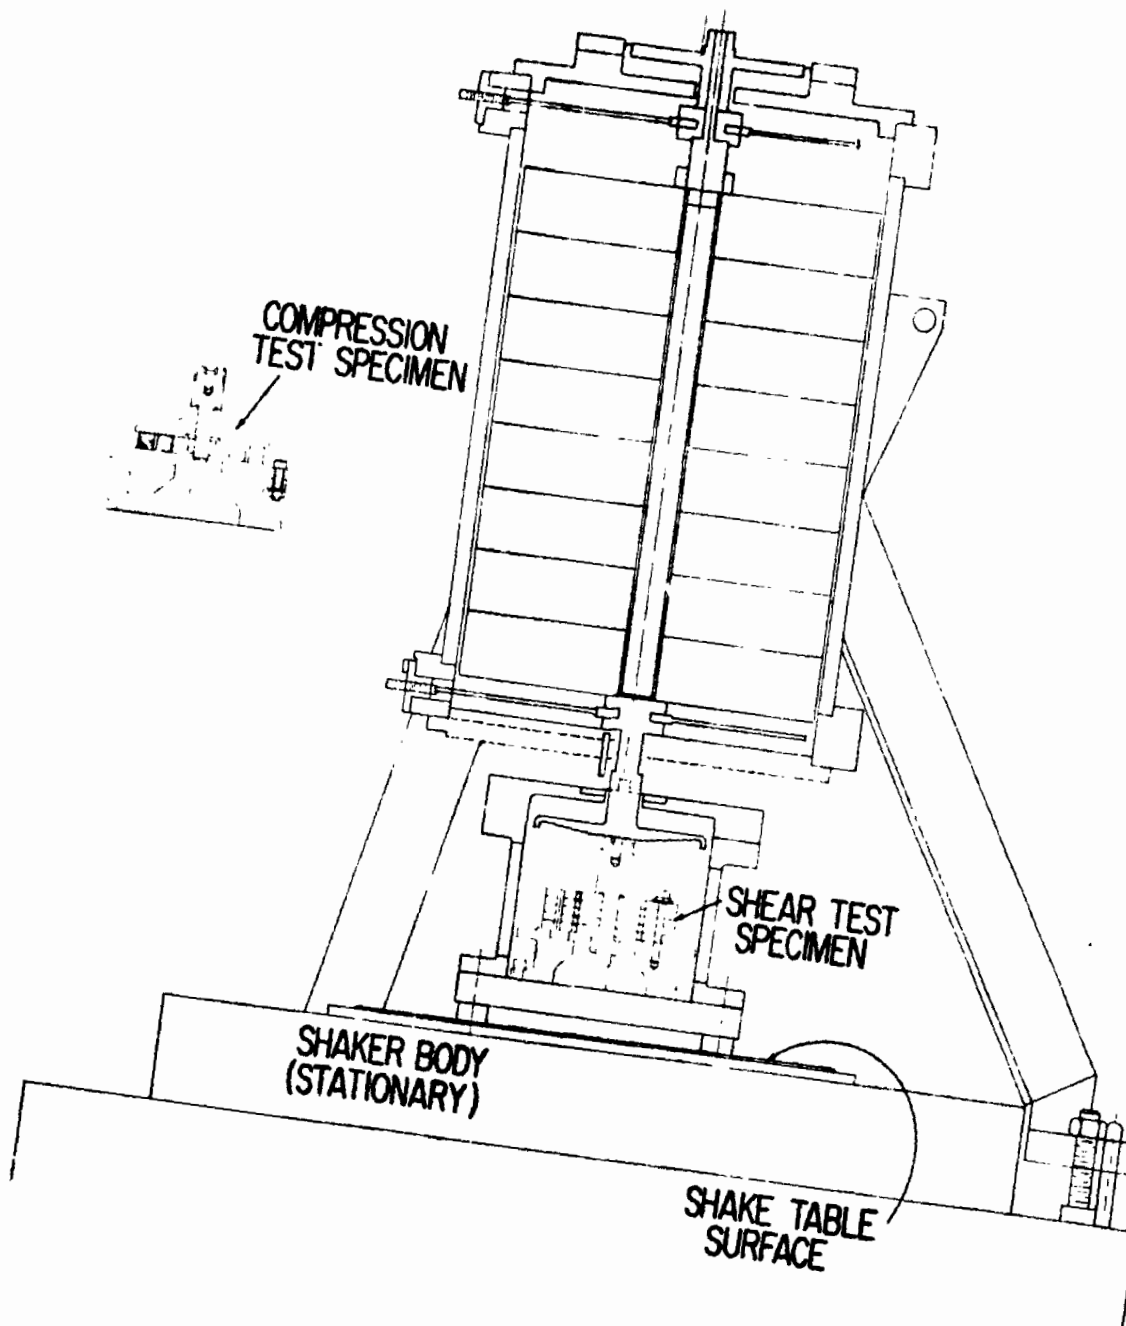 COMPRESSION
TEST SPECIMEN
SHEAR TEST
SPECIMEN
SHAKER BODY
(STATIONARY)
SHAKE TABLE
SURFACE